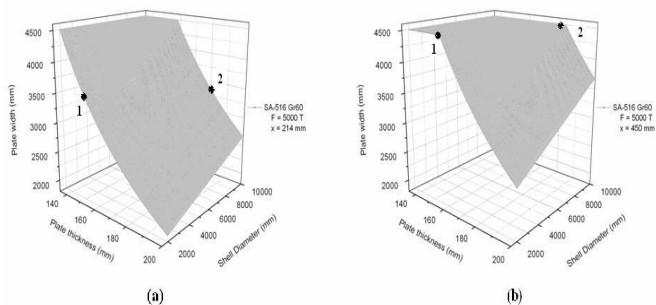 4500
4000
3500
3000
2500
2000
Plate width (mm)
140
160
180
200
Plate thickness (mm)
2000
4000
6000
8000
10000
Shell Diameter (mm)
1
2
SA-516 Gr60
F = 5000 T
x = 214 mm
(a)
4500
4000
3500
3000
2500
2000
Plate width (mm)
140
160
180
200
Plate thickness (mm)
2000
4000
6000
8000
10000
Shell Diameter (mm)
1
2
SA-516 Gr60
F = 5000 T
x = 450 mm
(b)